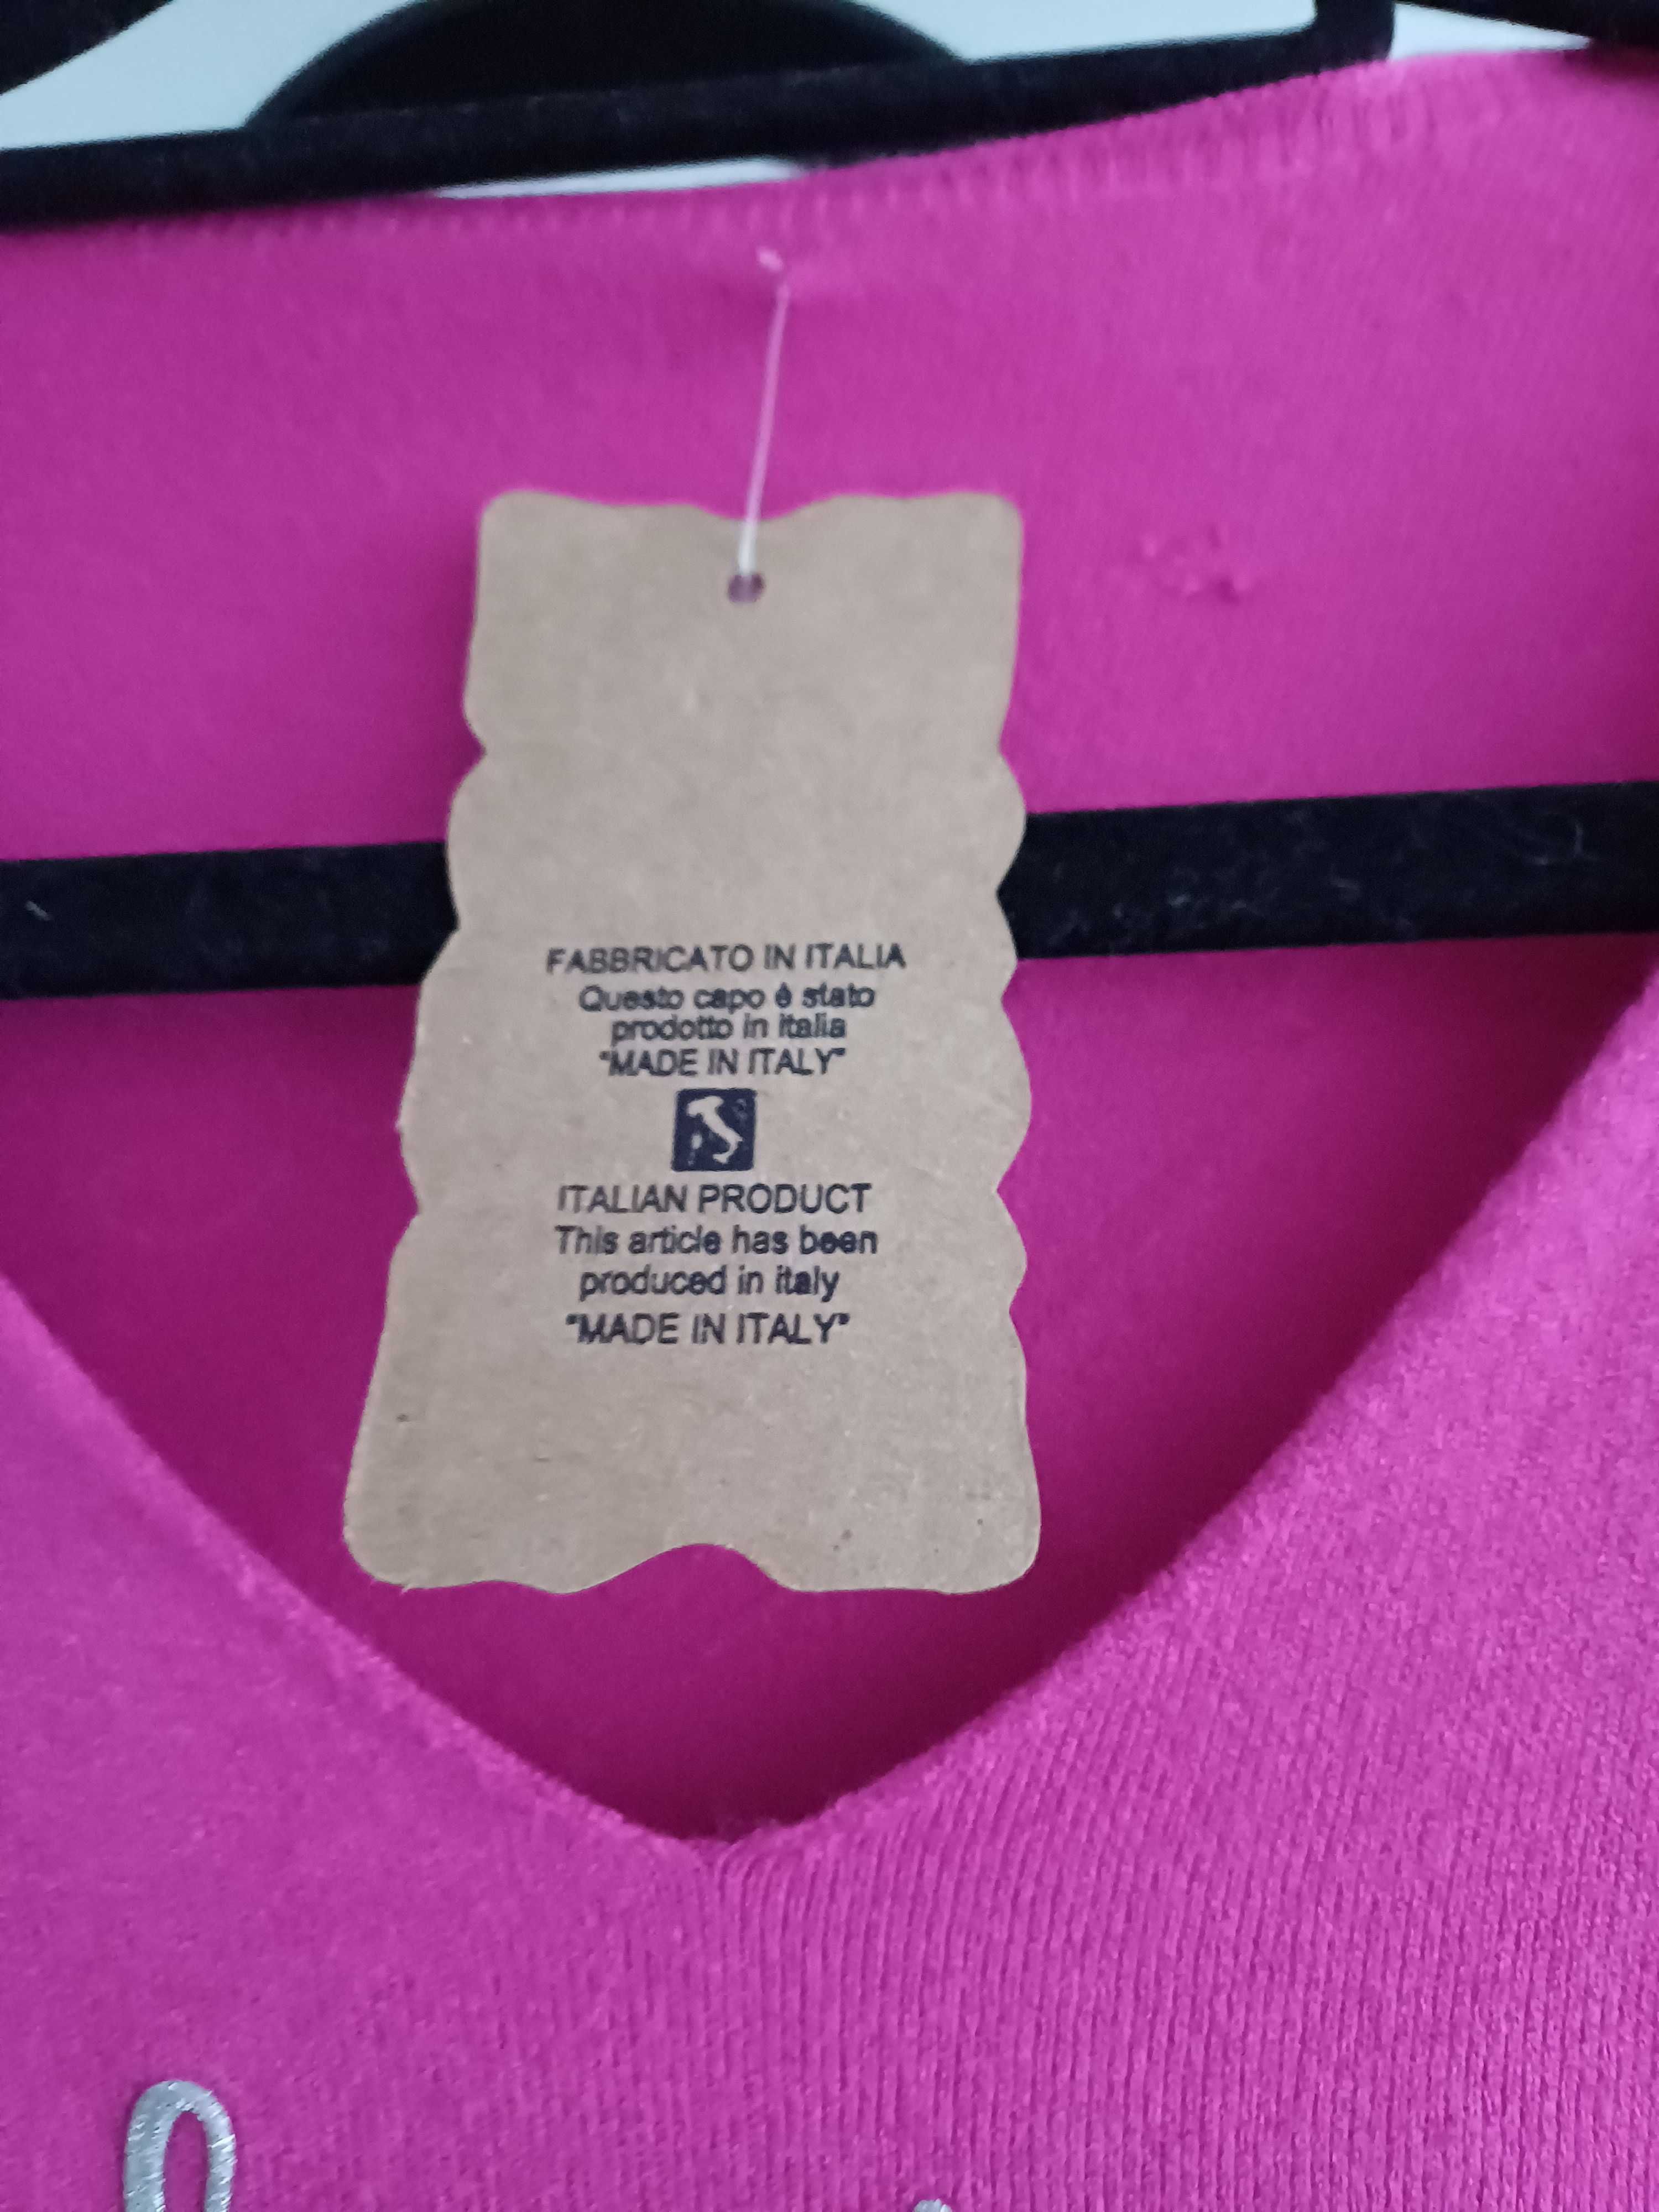 FABBRICATO IN ITALIA
Questo capo è stato
prodotto in italia
"MADE IN ITALY"
ITALIAN PRODUCT
This article has been
produced in italy
"MADE IN ITALY"